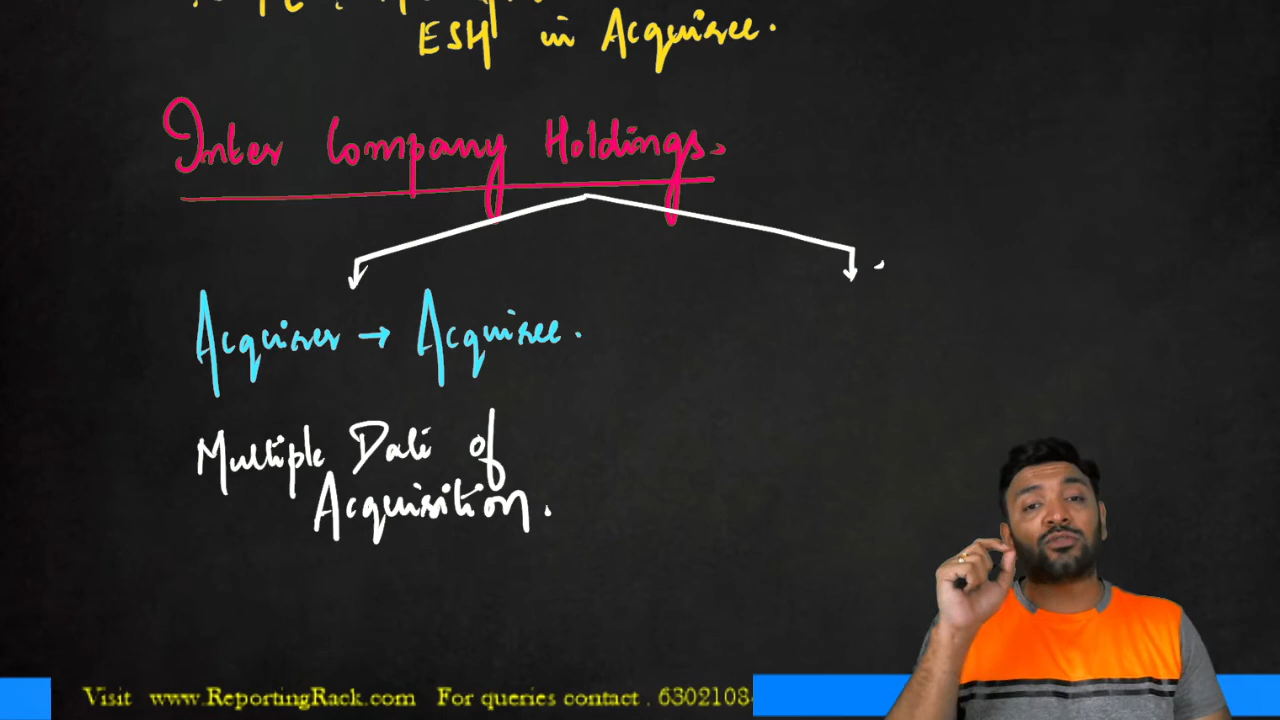 ESH in Acquiree.
Inter Company Holdings.
Acquirer → Acquiree.
Multiple Date of
Acquisition.
Visit www.ReportingRack.com For queries contact . 6302108